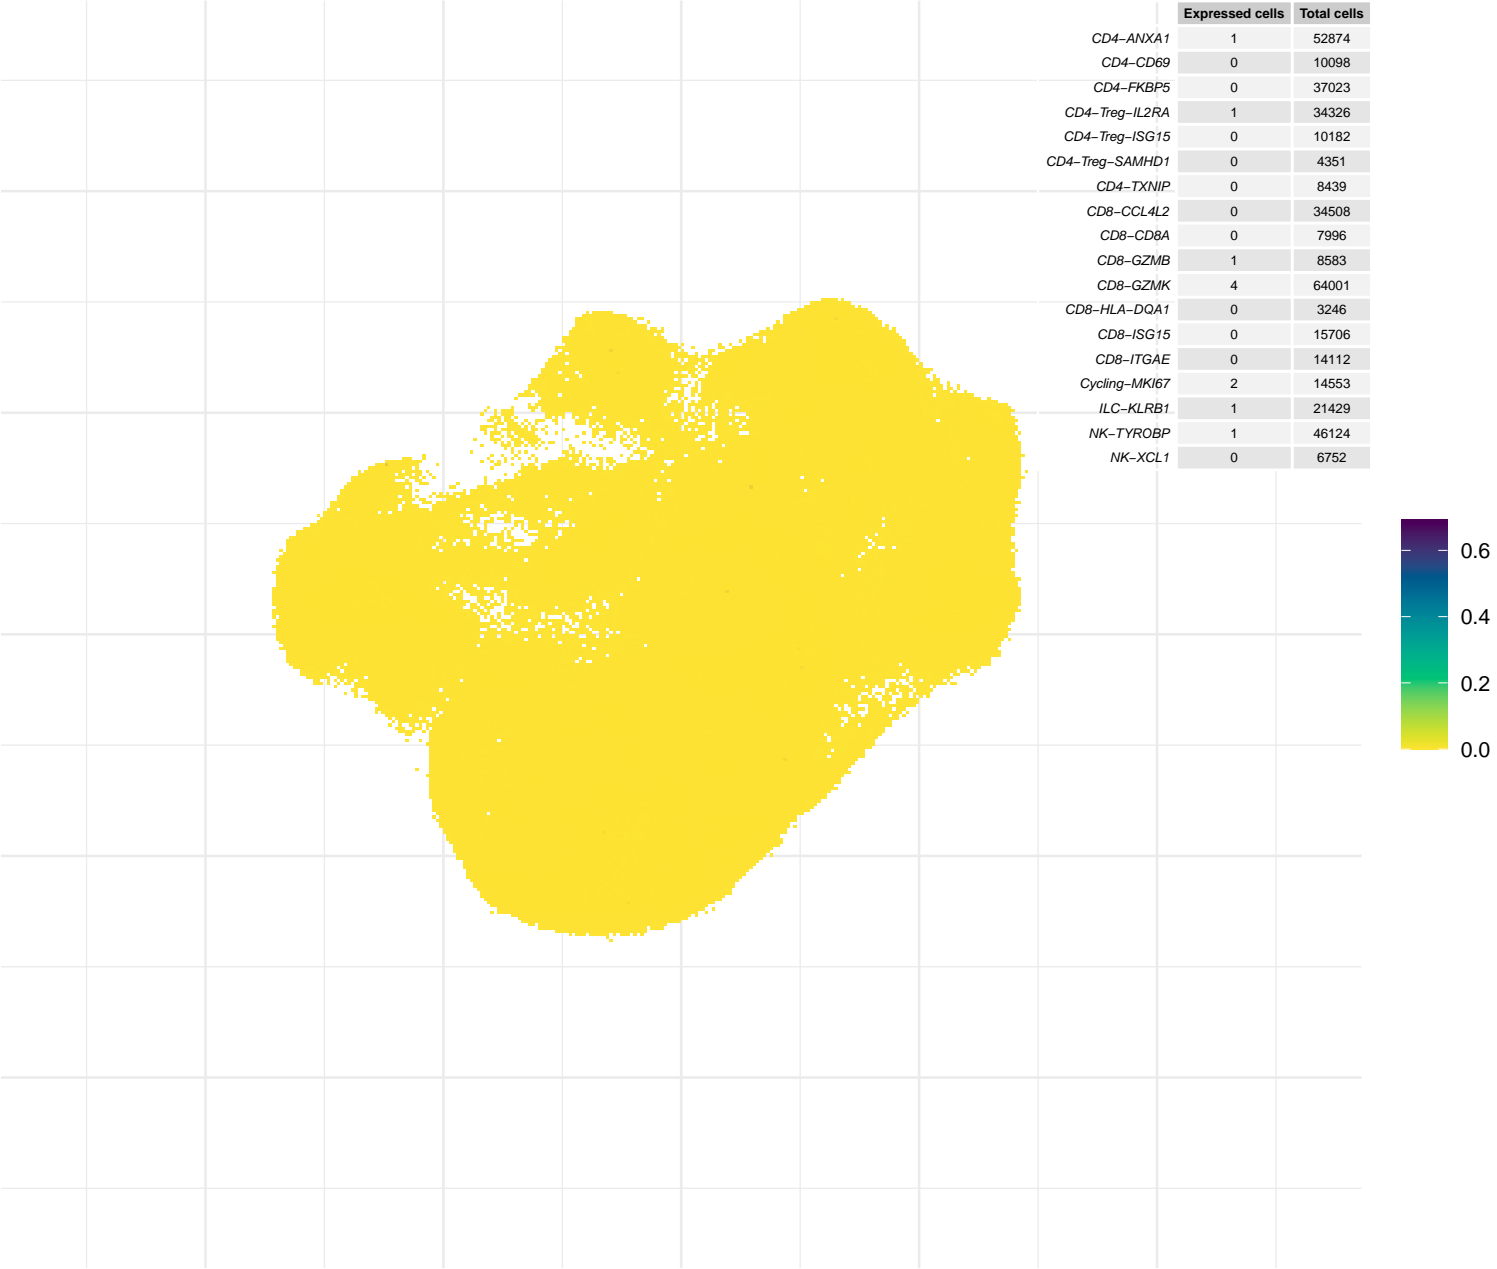 Expressed cells Total cells
CD4−ANXA1 1 52874
CD4−CD69 0 10098
CD4−FKBP5 0 37023
CD4−Treg−IL2RA 1 34326
CD4−Treg−ISG15 0 10182
CD4−Treg−SAMHD1 0 4351
CD4−TXNIP 0 8439
CD8−CCL4L2 0 34508
CD8−CD8A 0 7996
CD8−GZMB 1 8583
CD8−GZMK 4 64001
CD8−HLA−DQA1 0 3246
CD8−ISG15 0 15706
CD8−ITGAE 0 14112
Cycling−MKI67 2 14553
ILC−KLRB1 1 21429
NK−TYROBP 1 46124
NK−XCL1 0 6752
0.6
0.4
0.2
0.0